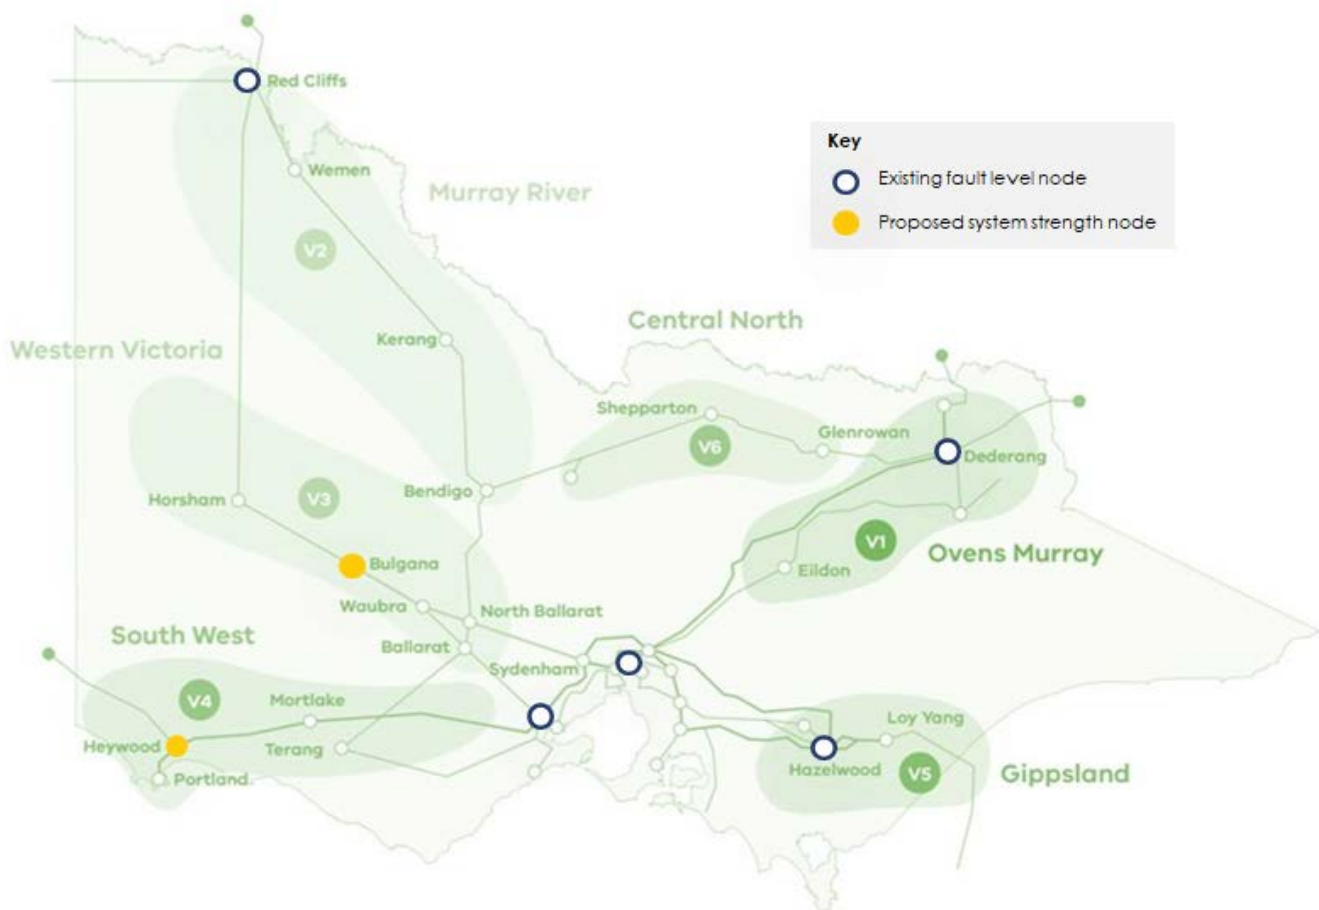 Red Cliffs
Key
Existing fault level node
Proposed system strength node
Wemen
Murray River
V2
Central North
Kerang
Western Victoria
Shepparton
Glenrowan
V6
Dederang
Bendigo
Horsham
V3
V1
Ovens Murray
Bulgana
Eildon
Waubra
North Ballarat
South West
Ballarat
Sydenham
V4
Mortlake
Loy Yang
Heywood
Terang
Hazelwood
V5
Gippsland
Portland